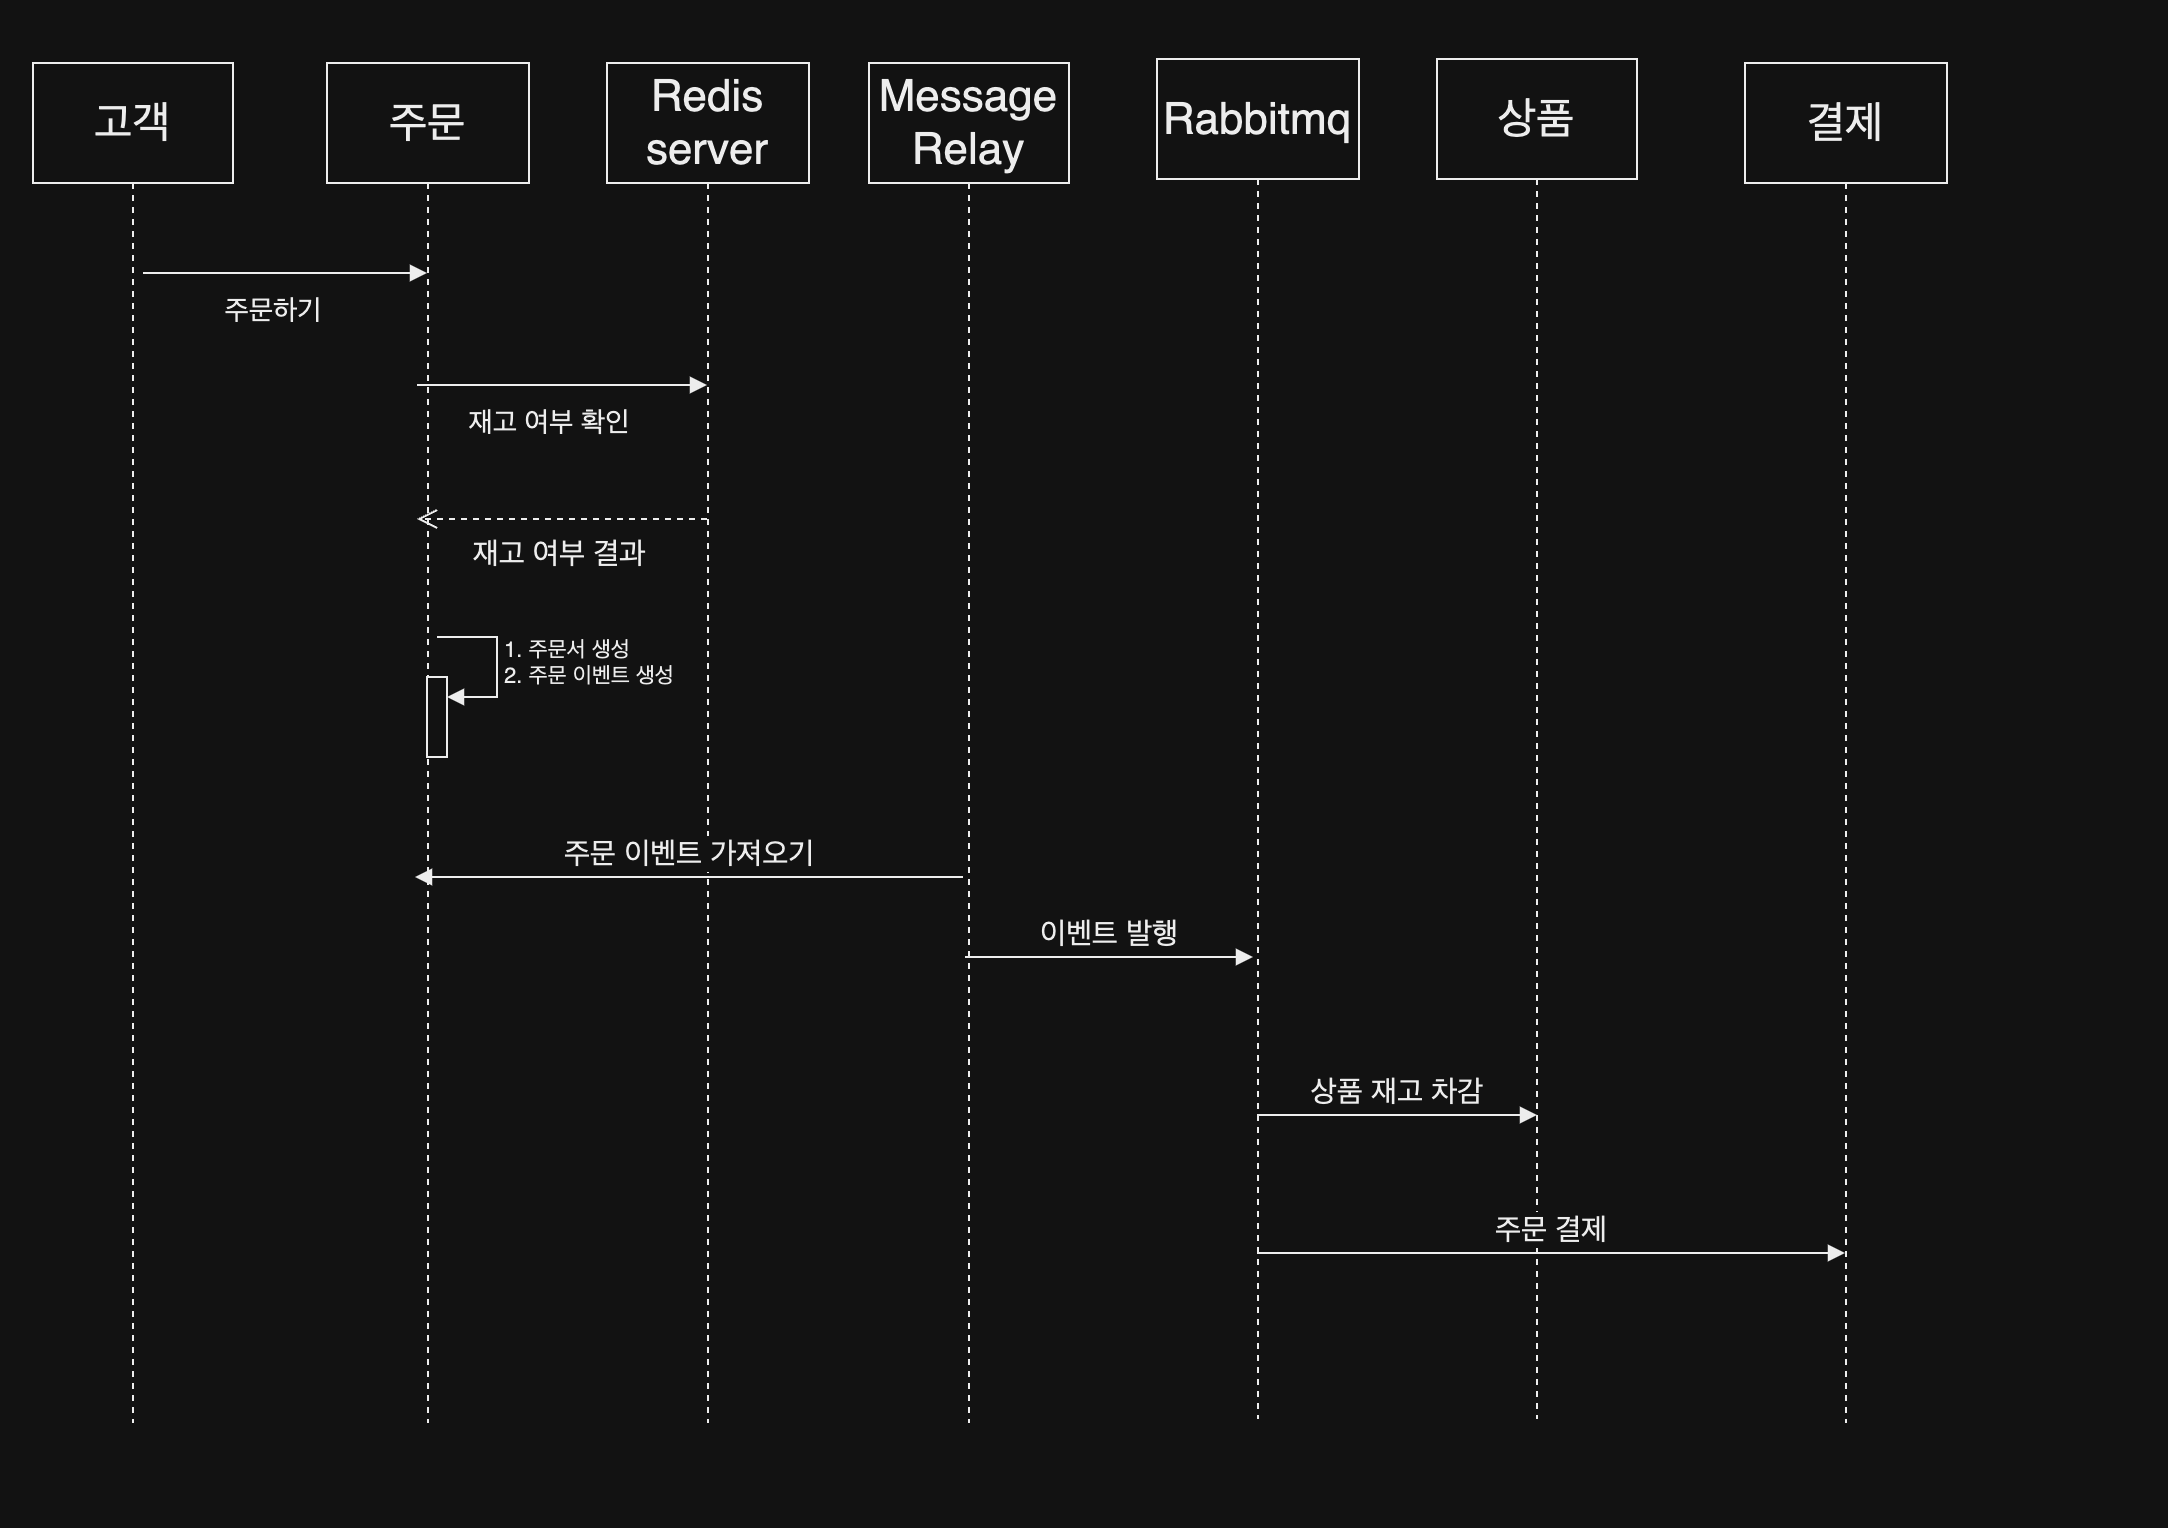 고객
주문
Redis
server
Message
Relay
Rabbitmq
상품
결제
주문하기
재고 여부 확인
재고 여부 결과
1. 주문서 생성
2. 주문 이벤트 생성
주문 이벤트 가져오기
이벤트 발행
상품 재고 차감
주문 결제